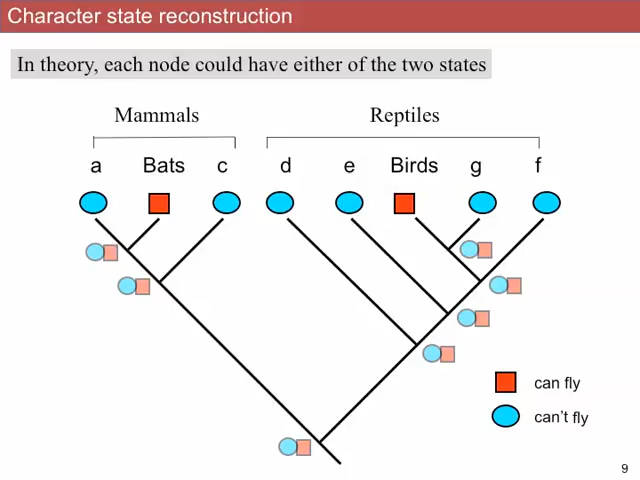 Character state reconstruction
In theory, each node could have either of the two states
Mammals Reptiles
a Bats c d e Birds g f
can fly
can't fly
9